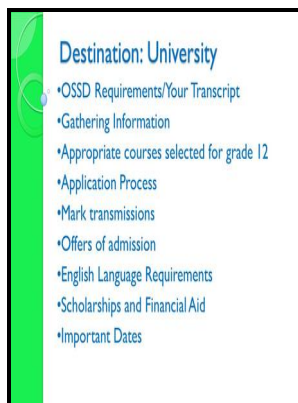 Destination: University
•OSSD Requirements/Your Transcript
•Gathering Information
•Appropriate courses selected for grade 12
•Application Process
•Mark transmissions
•Offers of admission
•English Language Requirements
•Scholarships and Financial Aid
•Important Dates